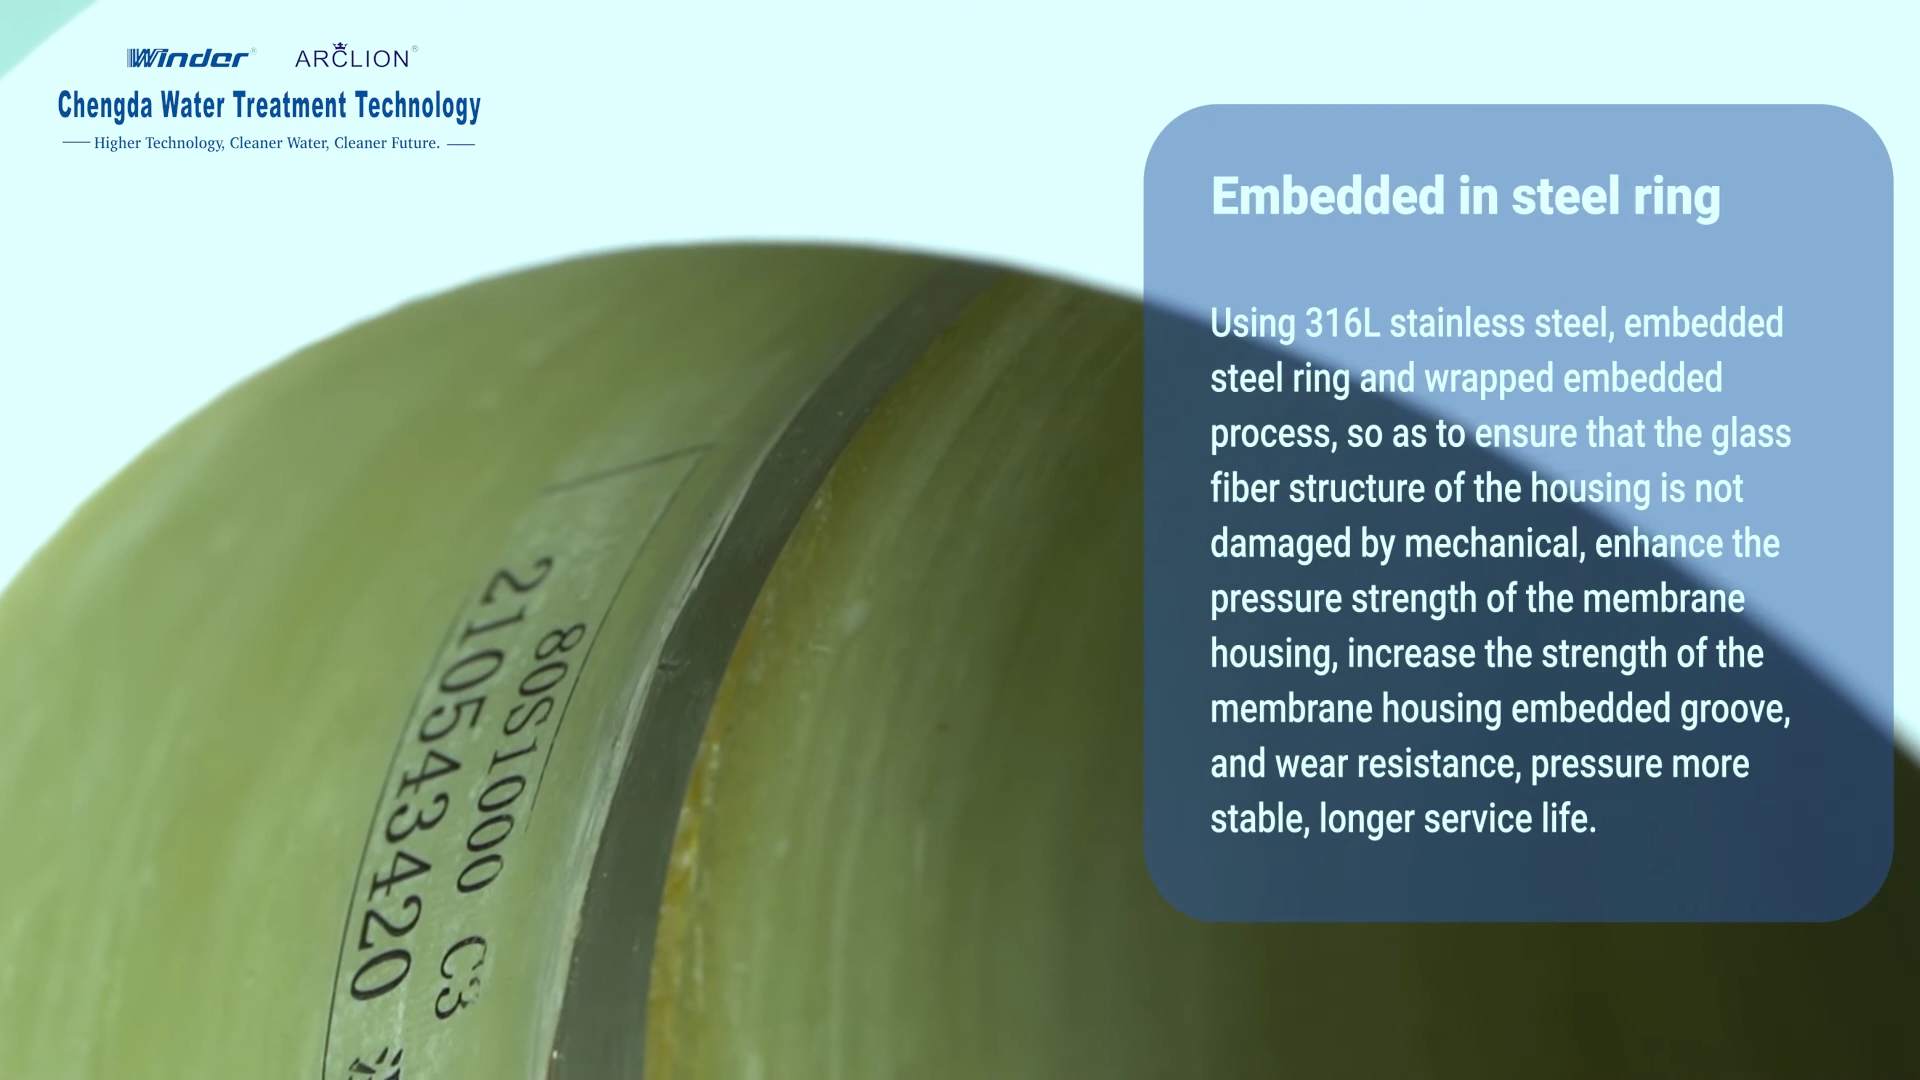 Winder®
ARCLION®
Chengda Water Treatment Technology
Higher Technology, Cleaner Water, Cleaner Future.
Embedded in steel ring
Using 316L stainless steel, embedded
steel ring and wrapped embedded
process, so as to ensure that the glass
fiber structure of the housing is not
damaged by mechanical, enhance the
pressure strength of the membrane
housing, increase the strength of the
membrane housing embedded groove,
and wear resistance, pressure more
stable, longer service life.
80S1000 C3
210543420